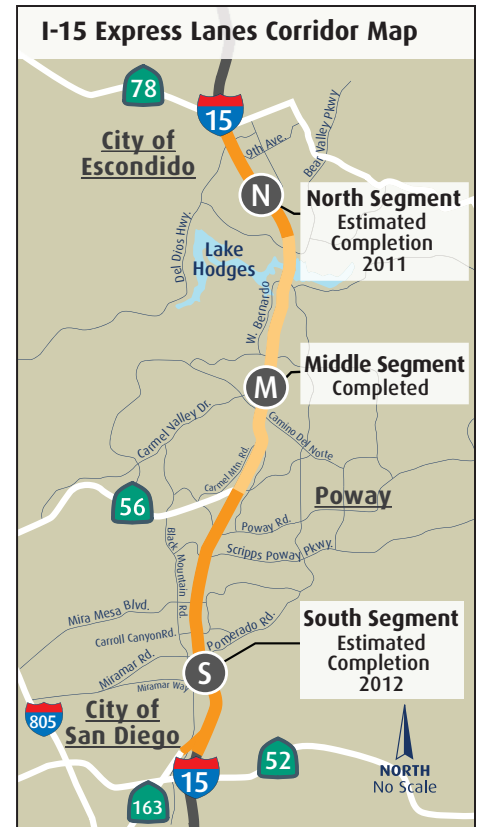 I-15 Express Lanes Corridor Map
78
15
City of
Escondido
9th Ave.
Bear Valley Pkwy
N
North Segment
Estimated
Completion
2011
Del Dios Hwy.
Lake
Hodges
W. Bernardo
M
Middle Segment
Completed
Carmel Valley Dr.
Camino Del Norte
Carmel Mtn. Rd.
56
Poway
Black Mountain Rd.
Poway Rd.
Scripps Poway Pkwy.
Mira Mesa Blvd.
Carroll CanyonRd.
Pomerado Rd.
Miramar Rd.
Miramar Way
S
South Segment
Estimated
Completion
2012
805
City of
San Diego
15
52
163
NORTH
No Scale